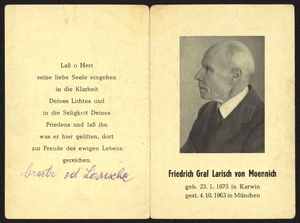 Laß o Herr
seine liebe Seele eingehen
in die Klarheit
Deines Lichtes und
in die Seligkeit Deines
Friedens und laß ihn
was er hier gelitten, dort
zur Freude des ewigen Lebens
gereichen.
od
Friedrich Graf Larisch von Moennich
geb. 23. 1. 1875 in Karwin
gest. 4. 10. 1963 in München